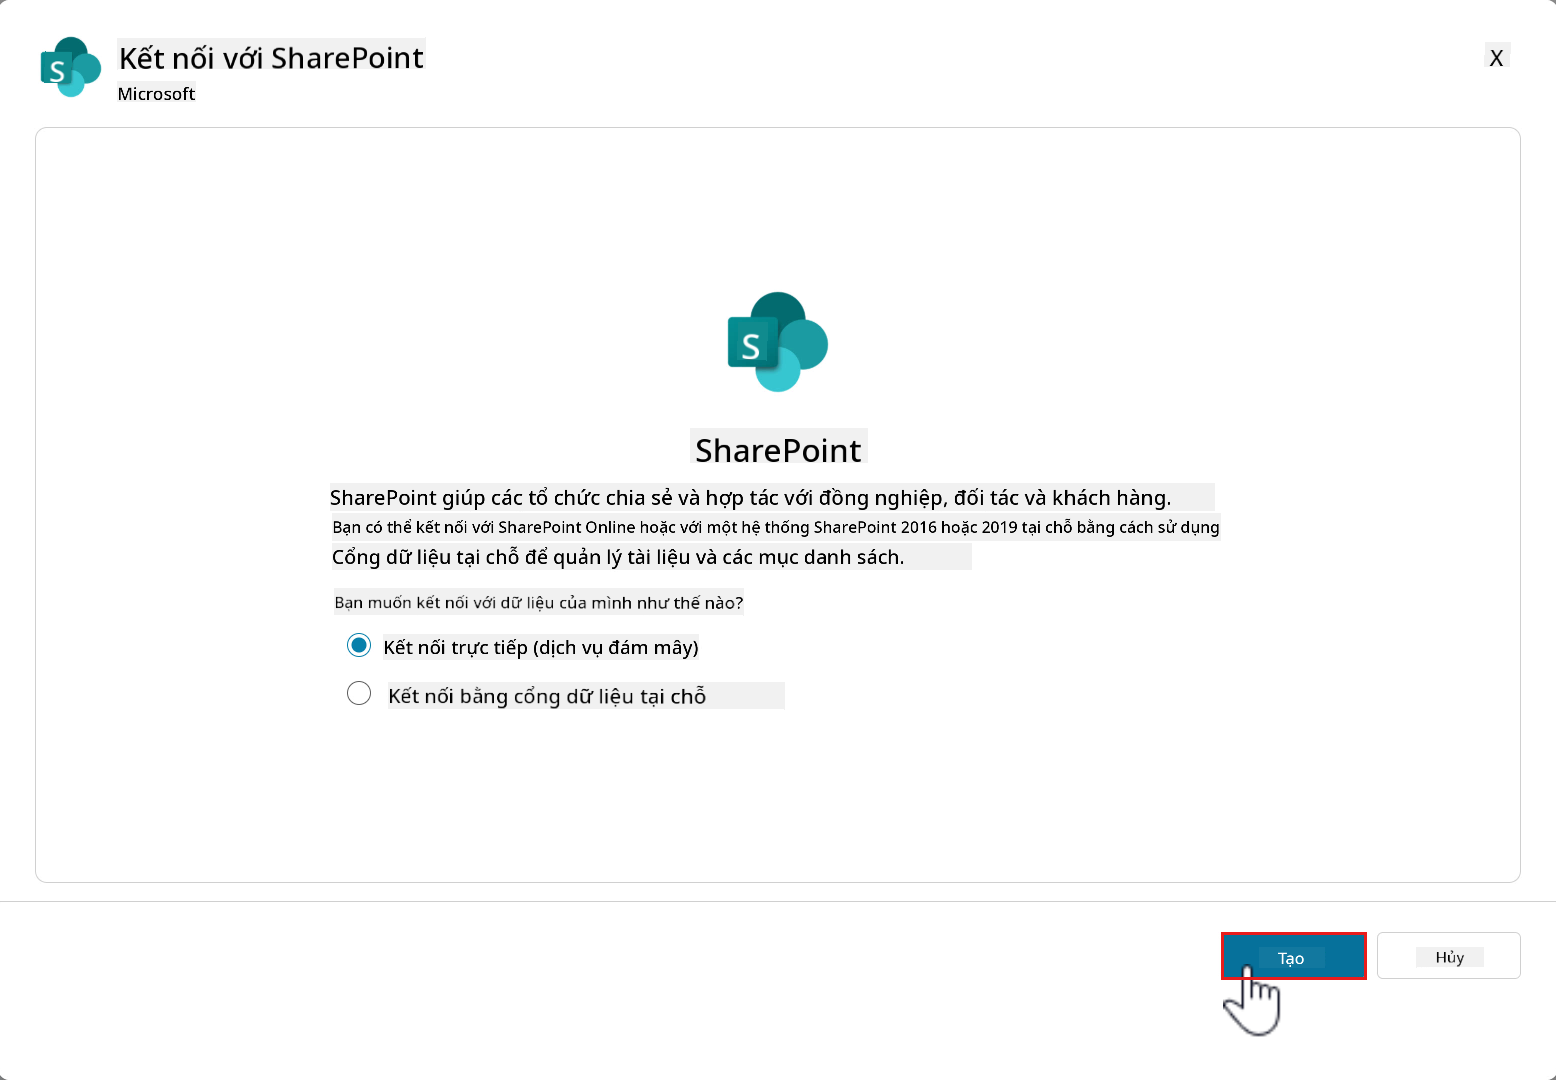 S
Kết nối với SharePoint
Microsoft
X
S
SharePoint
SharePoint giúp các tổ chức chia sẻ và hợp tác với đồng nghiệp, đối tác và khách hàng.
Bạn có thể kết nối với SharePoint Online hoặc với một hệ thống SharePoint 2016 hoặc 2019 tại chỗ bằng cách sử dụng
Cổng dữ liệu tại chỗ để quản lý tài liệu và các mục danh sách.
Bạn muốn kết nối với dữ liệu của mình như thế nào?
Kết nối trực tiếp (dịch vụ đám mây)
Kết nối bằng cổng dữ liệu tại chỗ
Tạo
Hủy